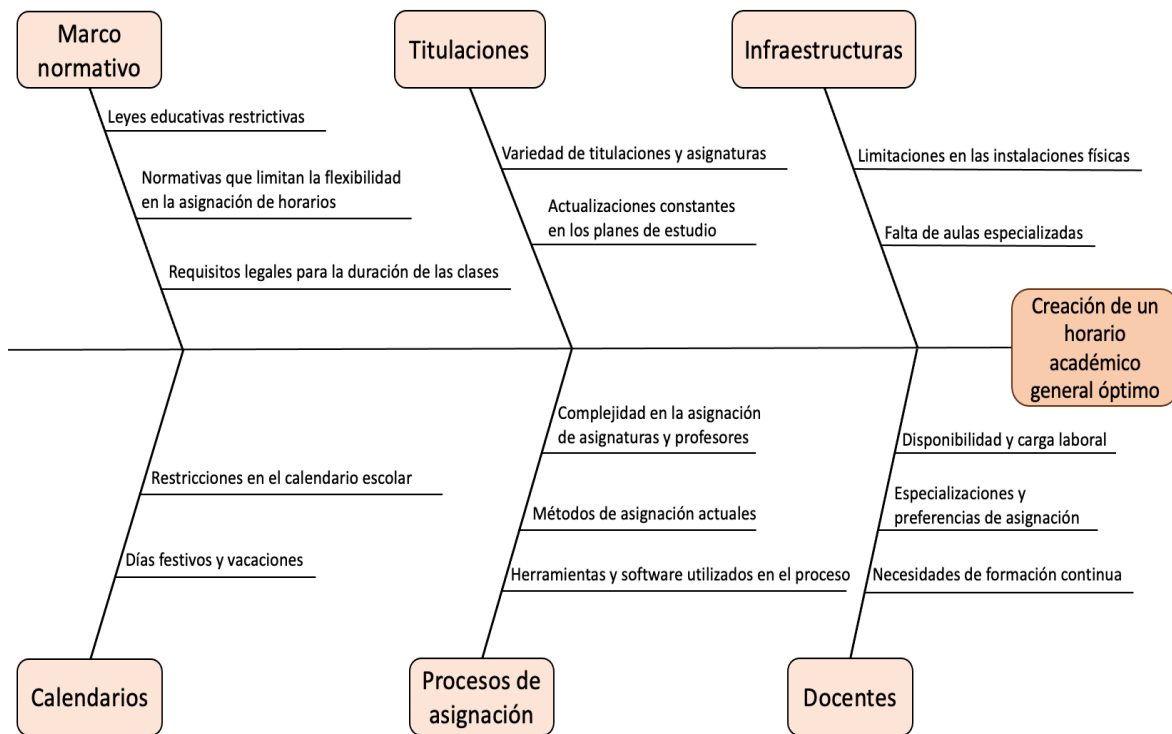 Marco
normativo
Titulaciones
Infraestructuras
Leyes educativas restrictivas
Normativas que limitan la flexibilidad
en la asignación de horarios
Requisitos legales para la duración de las clases
Variedad de titulaciones y asignaturas
Actualizaciones constantes
en los planes de estudio
Limitaciones en las instalaciones físicas
Falta de aulas especializadas
Creación de un
horario
académico
general óptimo
Restricciones en el calendario escolar
Días festivos y vacaciones
Complejidad en la asignación
de asignaturas y profesores
Métodos de asignación actuales
Herramientas y software utilizados en el proceso
Disponibilidad y carga laboral
Especializaciones y
preferencias de asignación
Necesidades de formación continua
Calendarios
Procesos de
asignación
Docentes